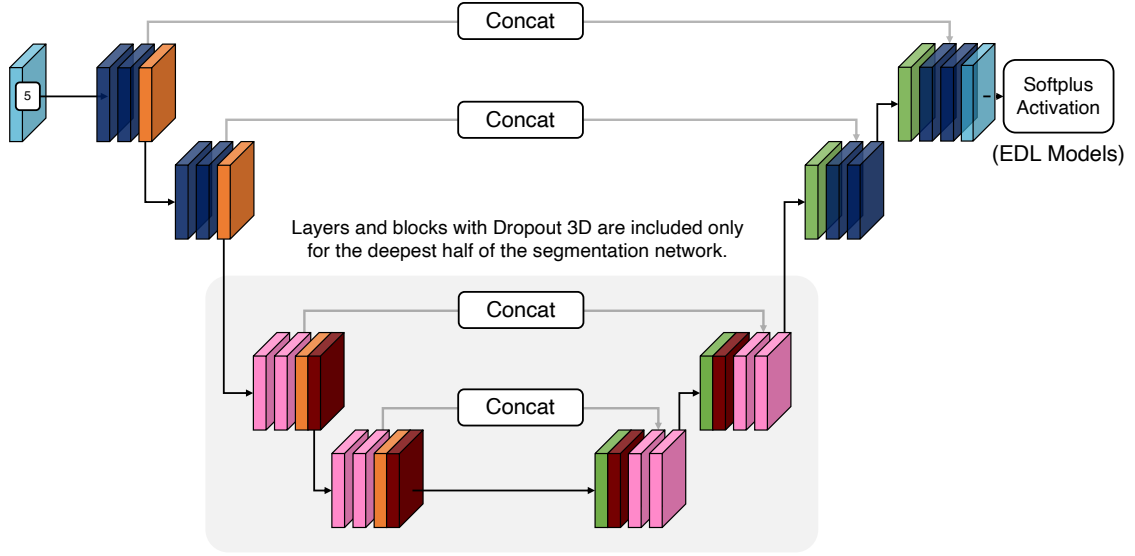 Concat
5
Softplus
Activation
(EDL Models)
Concat
Layers and blocks with Dropout 3D are included only
for the deepest half of the segmentation network.
Concat
Concat